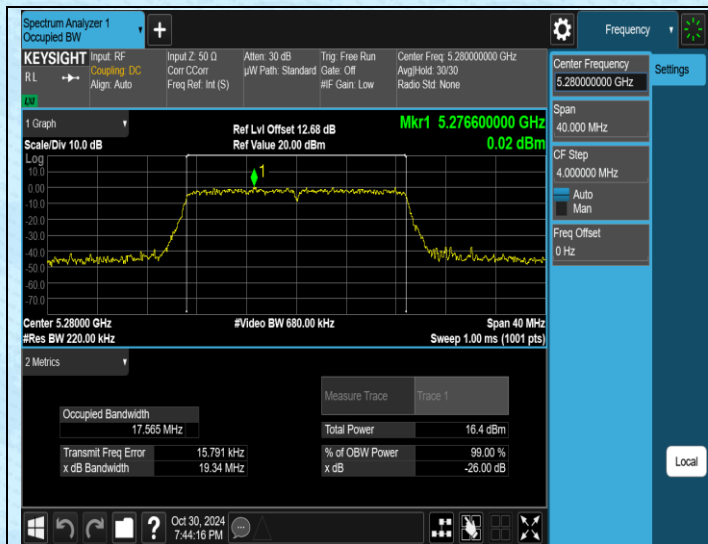 Spectrum Analyzer 1
Occupied BW
+
Frequency
KEYSIGHT
R L
LXI
Input: RF
Coupling: DC
Align: Auto
Input Z: 50 Ω
Corr CCorr
Freq Ref: Int (S)
Atten: 30 dB
µW Path: Standard
Trig: Free Run
Gate: Off
#IF Gain: Low
Center Freq: 5.280000000 GHz
Avg|Hold: 30/30
Radio Std: None
Center Frequency
5.280000000 GHz
Settings
Span
40.000 MHz
CF Step
4.000000 MHz
Auto
Man
Freq Offset
0 Hz
1 Graph
Scale/Div 10.0 dB
Ref Lvl Offset 12.68 dB
Ref Value 20.00 dBm
Mkr1 5.276600000 GHz
0.02 dBm
Log
10.0
0.00
-10.0
-20.0
-30.0
-40.0
-50.0
-60.0
-70.0
1
Center 5.28000 GHz
#Res BW 220.00 kHz
#Video BW 680.00 kHz
Span 40 MHz
Sweep 1.00 ms (1001 pts)
2 Metrics
Measure Trace
Trace 1
Occupied Bandwidth
17.565 MHz
Total Power
16.4 dBm
Transmit Freq Error
15.791 kHz
% of OBW Power
99.00 %
x dB Bandwidth
19.34 MHz
x dB
-26.00 dB
Local
?
Oct 30, 2024
7:44:16 PM